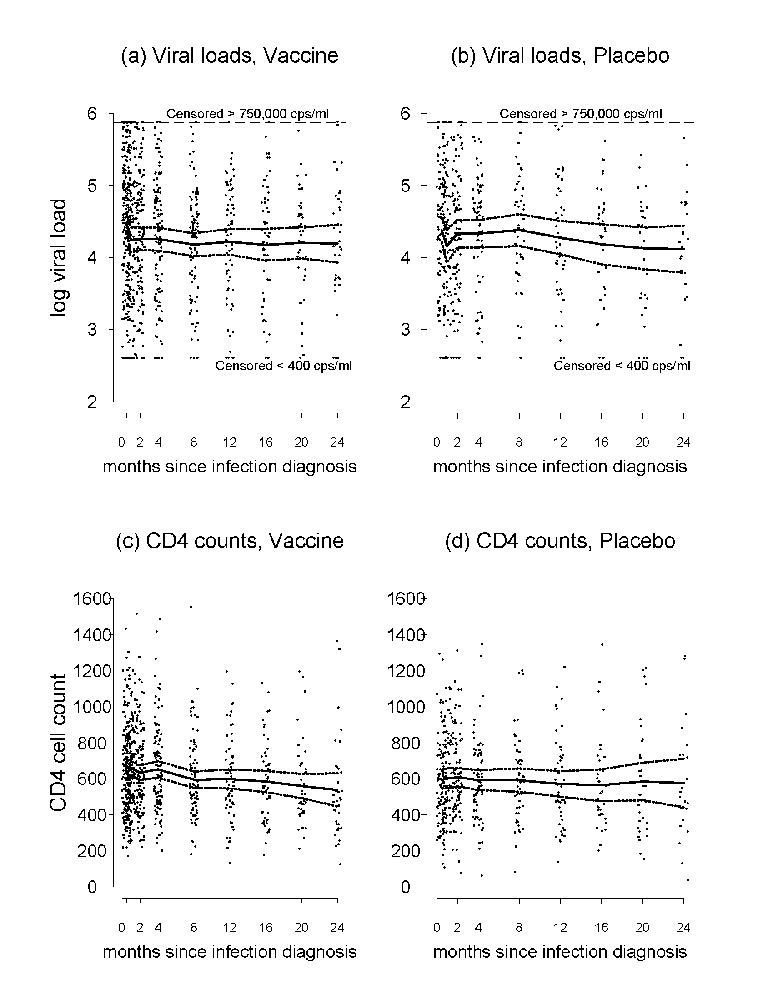 (a) Viral loads, Vaccine
(b) Viral loads, Placebo
log viral load
6
5
4
3
2
Censored > 750,000 cps/ml
Censored < 400 cps/ml
0 2 4 8 12 16 20 24
months since infection diagnosis
6
5
4
3
2
Censored > 750,000 cps/ml
Censored < 400 cps/ml
0 2 4 8 12 16 20 24
months since infection diagnosis
(c) CD4 counts, Vaccine
(d) CD4 counts, Placebo
CD4 cell count
1600
1400
1200
1000
800
600
400
200
0
0 2 4 8 12 16 20 24
months since infection diagnosis
1600
1400
1200
1000
800
600
400
200
0
0 2 4 8 12 16 20 24
months since infection diagnosis